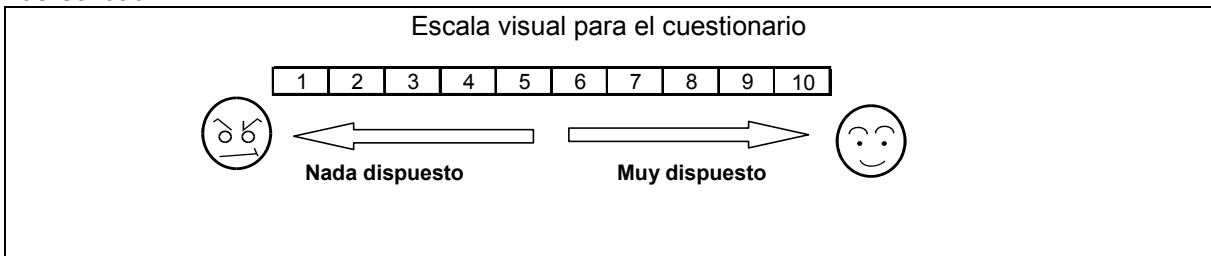 Escala visual para el cuestionario
1 2 3 4 5 6 7 8 9 10
Nada dispuesto Muy dispuesto